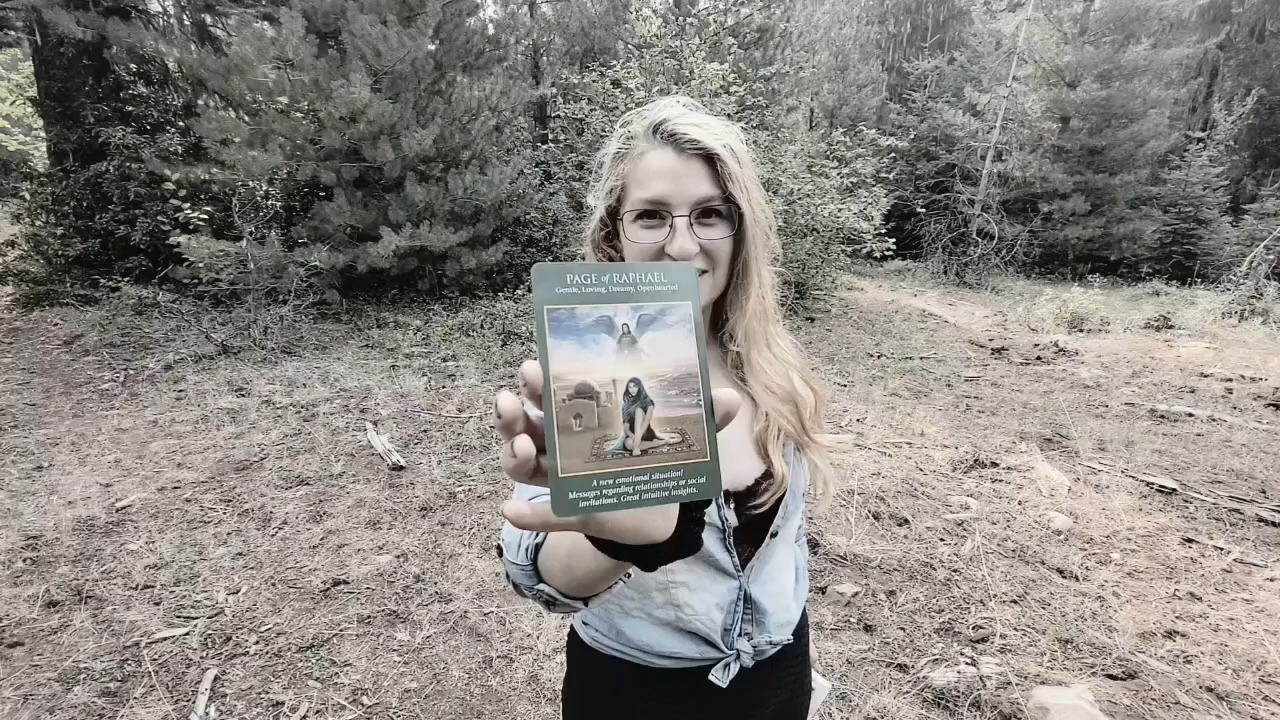 PAGE of RAPHAEL
Gentle, Loving, Dreamy, Openhearted
A new emotional situation!
Messages regarding relationships or social
invitations. Great intuitive insights.